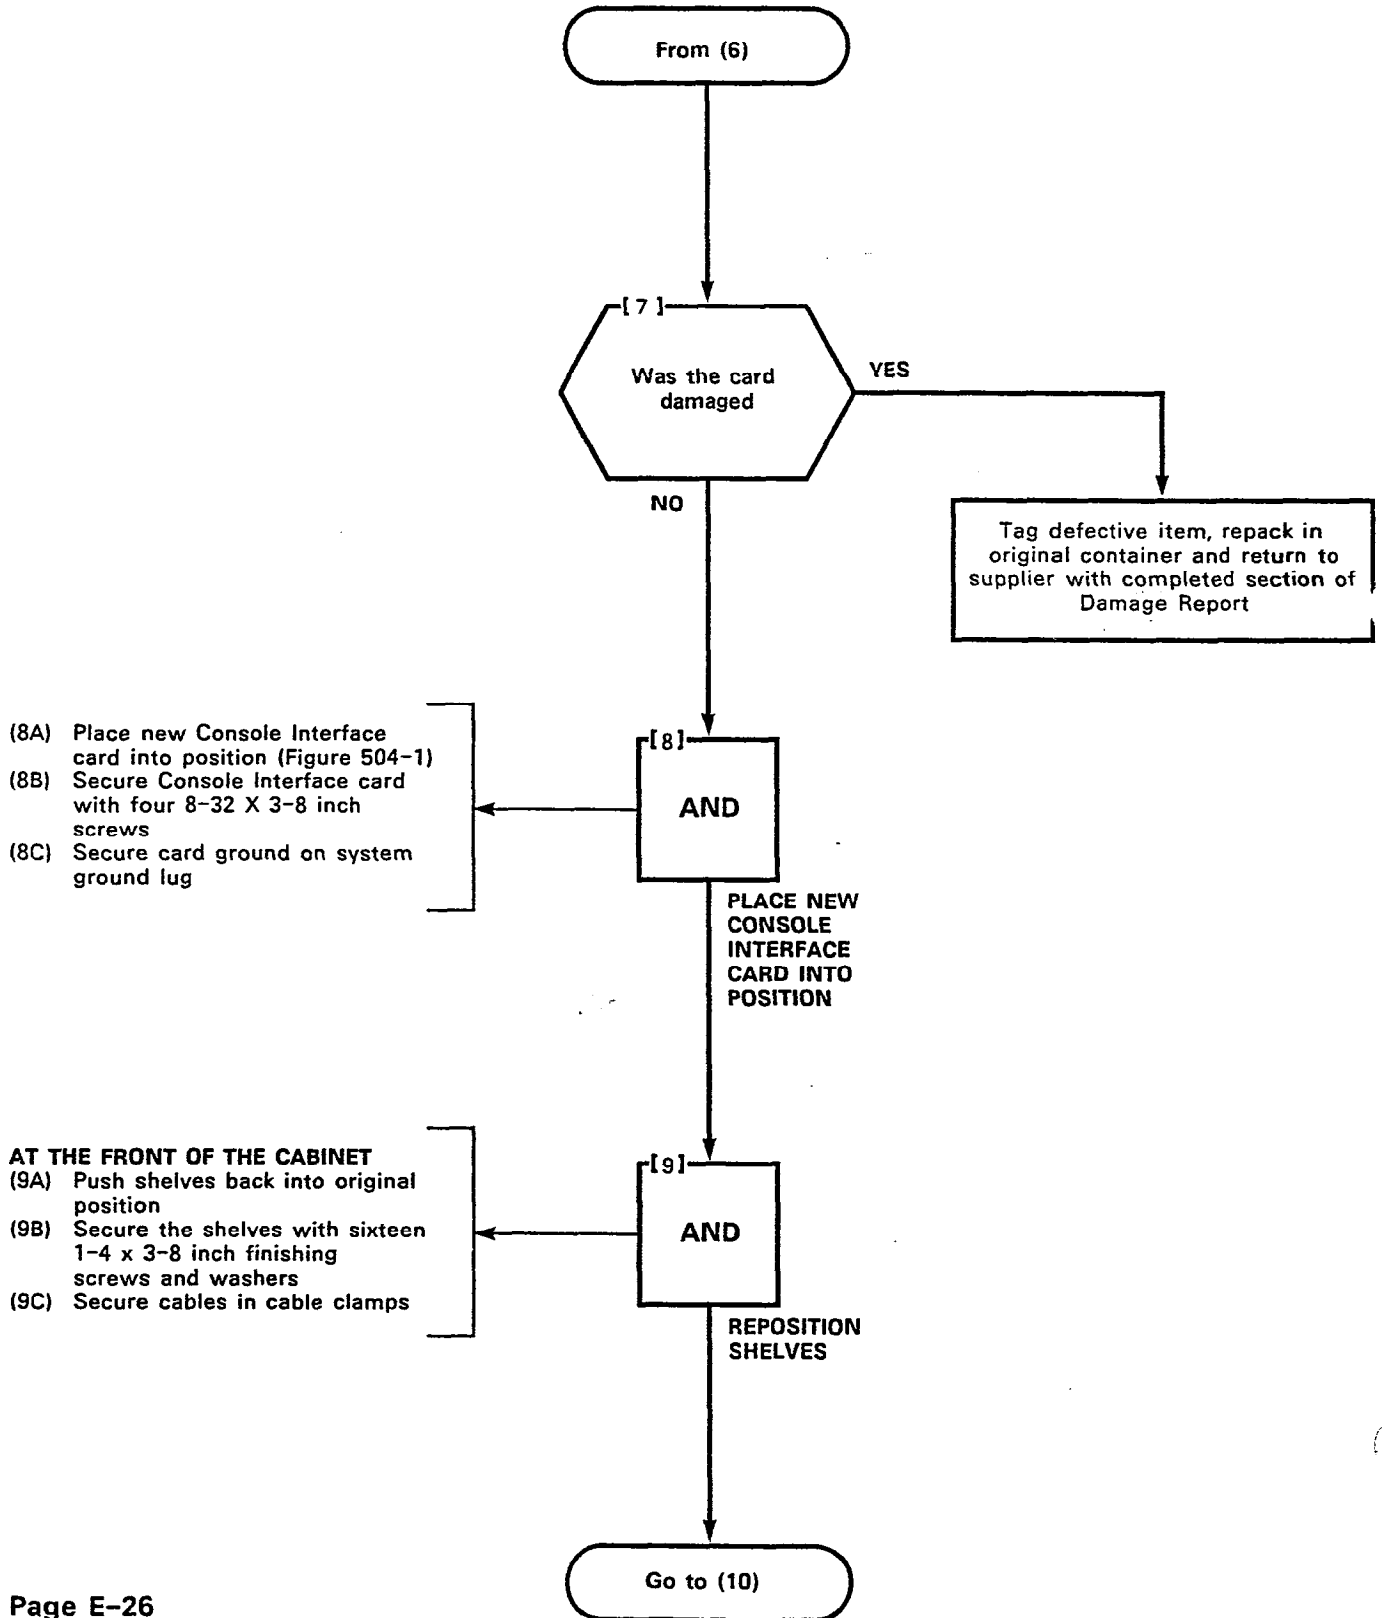 From (6)
[ 7 ]
Was the card
damaged
YES
NO
Tag defective item, repack in
original container and return to
supplier with completed section of
Damage Report
(8A) Place new Console Interface
card into position (Figure 504-1)
(8B) Secure Console Interface card
with four 8-32 X 3-8 inch
screws
(8C) Secure card ground on system
ground lug
[8]
AND
PLACE NEW
CONSOLE
INTERFACE
CARD INTO
POSITION
AT THE FRONT OF THE CABINET
(9A) Push shelves back into original
position
(9B) Secure the shelves with sixteen
1-4 x 3-8 inch finishing
screws and washers
(9C) Secure cables in cable clamps
[9]
AND
REPOSITION
SHELVES
Go to (10)
Page E-26